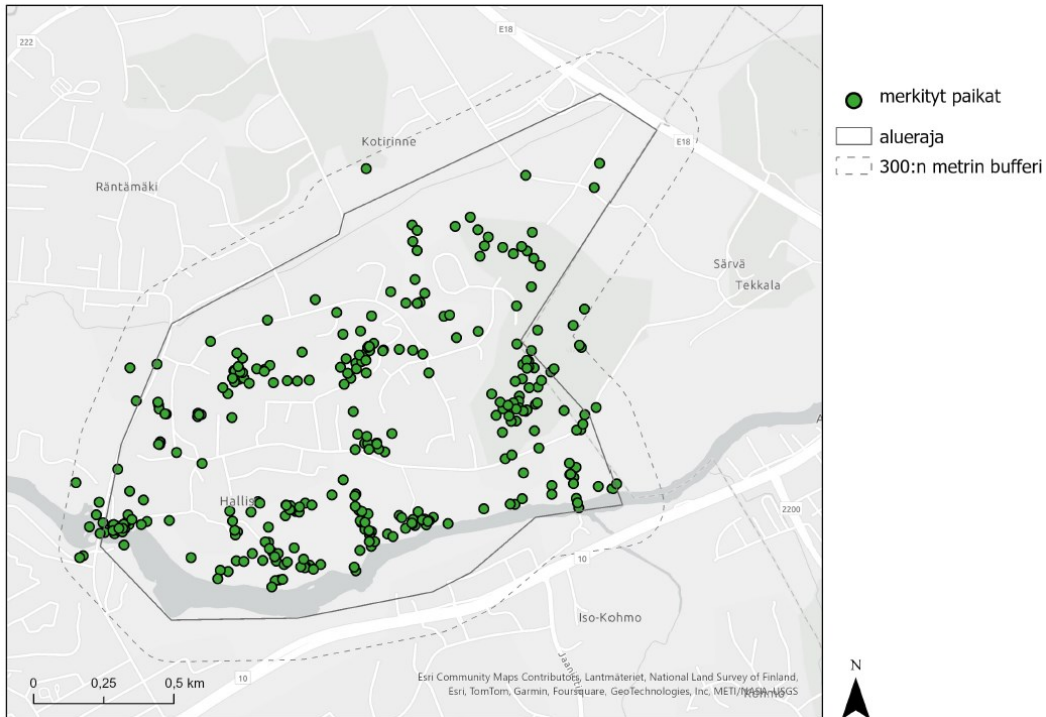 E18
222
Kotirinne
E18
Räntämäki
Särvä
Tekkala
Hallis
2200
10
Iso-Kohmo
10
0
0,25
0,5 km
Esri Community Maps Contributors, Lantmäteriet, National Land Survey of Finland,
Esri, TomTom, Garmin, Foursquare, GeoTechnologies, Inc, METI/NASA, USGS
merkityt paikat
alueraja
300:n metrin bufferi
N